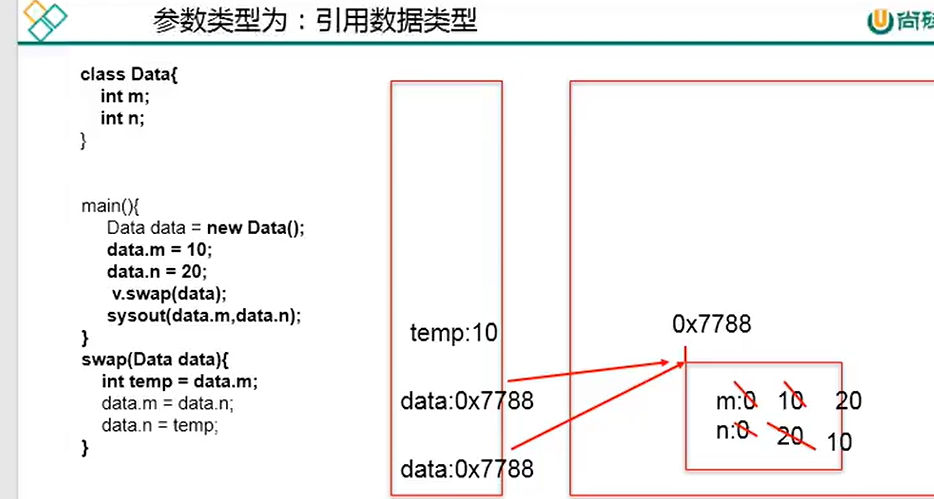 参数类型为：引用数据类型
尚
class Data{
int m;
int n;
}
main(){
Data data = new Data();
data.m = 10;
data.n = 20;
v.swap(data);
sysout(data.m,data.n);
}
swap(Data data){
int temp = data.m;
data.m = data.n;
data.n = temp;
}
temp:10
data:0x7788
data:0x7788
0x7788
m:0 10 20
n:0 20 10